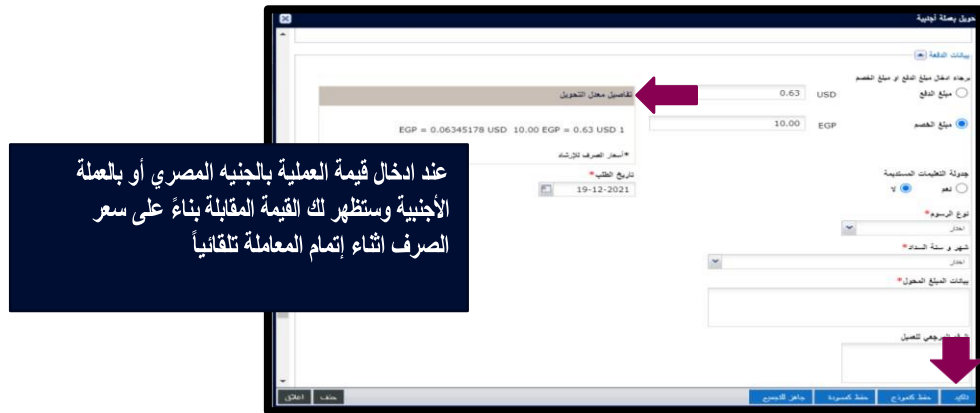 حويل بعملة أجنبية
بيانات الدفعة
برجاء ادخال مبلغ الدفع او مبلغ الخصم
مبلغ الدفع
USD
0.63
تفاصيل معدل التحويل
مبلغ الخصم
EGP
10.00
EGP = 0.06345178 USD 10.00 EGP = 0.63 USD 1
*أسعار الصرف للإرشاد
عند ادخال قيمة العملية بالجنيه المصري أو بالعملة
الأجنبية وستظهر لك القيمة المقابلة بناءً على سعر
الصرف اثناء إتمام المعاملة تلقائياً
تاريخ الطلب*
19-12-2021
جدولة التعليمات المستديمة
نعم
لا
نوع الرسوم*
اختار
شهر و سنة السداد*
اختار
بيانات المبلغ المحول*
للعميل
تاكيد
حفظ كنموذج
حفظ كمسودة
جاهز للتجميع
حذف
اغلاق